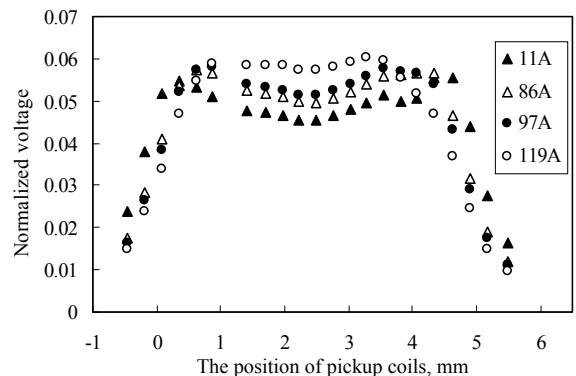 Normalized voltage
0.07
0.06
0.05
0.04
0.03
0.02
0.01
0
-1 0 1 2 3 4 5 6
The position of pickup coils, mm
11A
86A
97A
119A